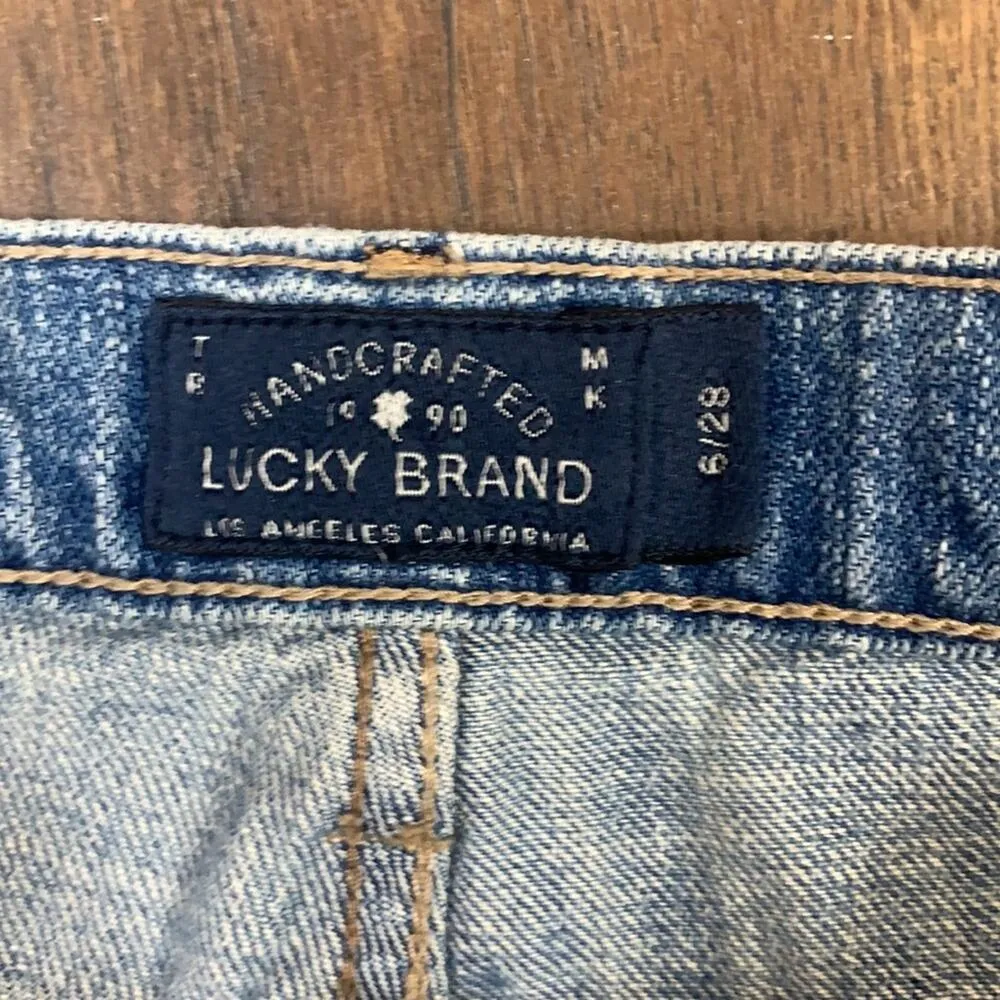 T B
HANDCRAFTED
M K
19 90
LUCKY BRAND
LOS ANGELES CALIFORNIA
6/28